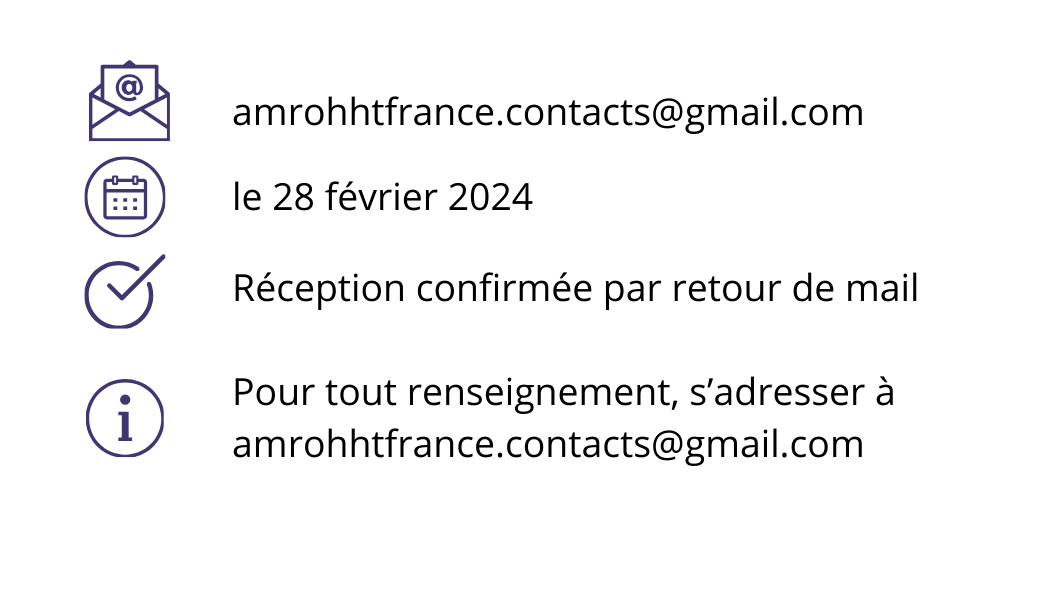 amrohhtfrance.contacts@gmail.com
le 28 février 2024
Réception confirmée par retour de mail
Pour tout renseignement, s’adresser à
amrohhtfrance.contacts@gmail.com